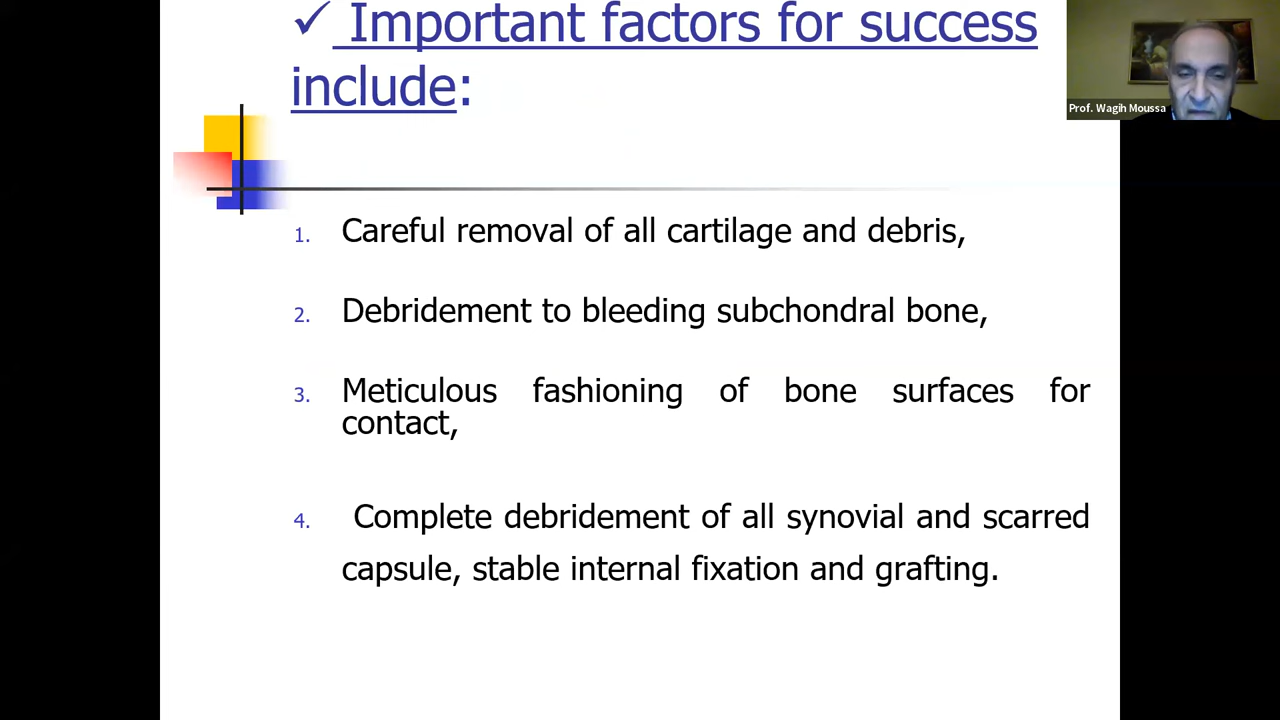 ✓ Important factors for success
include:
Prof. Wagih Moussa
1. Careful removal of all cartilage and debris,
2. Debridement to bleeding subchondral bone,
3. Meticulous fashioning of bone surfaces for
contact,
4. Complete debridement of all synovial and scarred
capsule, stable internal fixation and grafting.